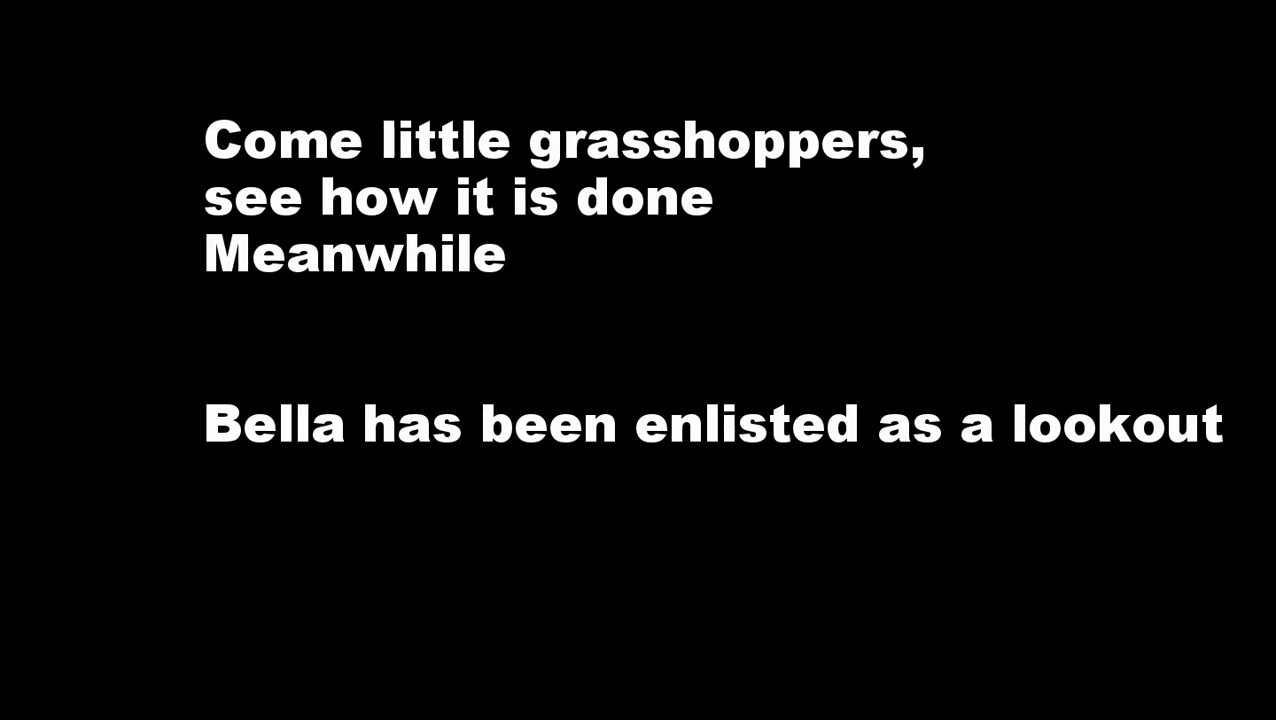 Come little grasshoppers,
see how it is done
Meanwhile
Bella has been enlisted as a lookout